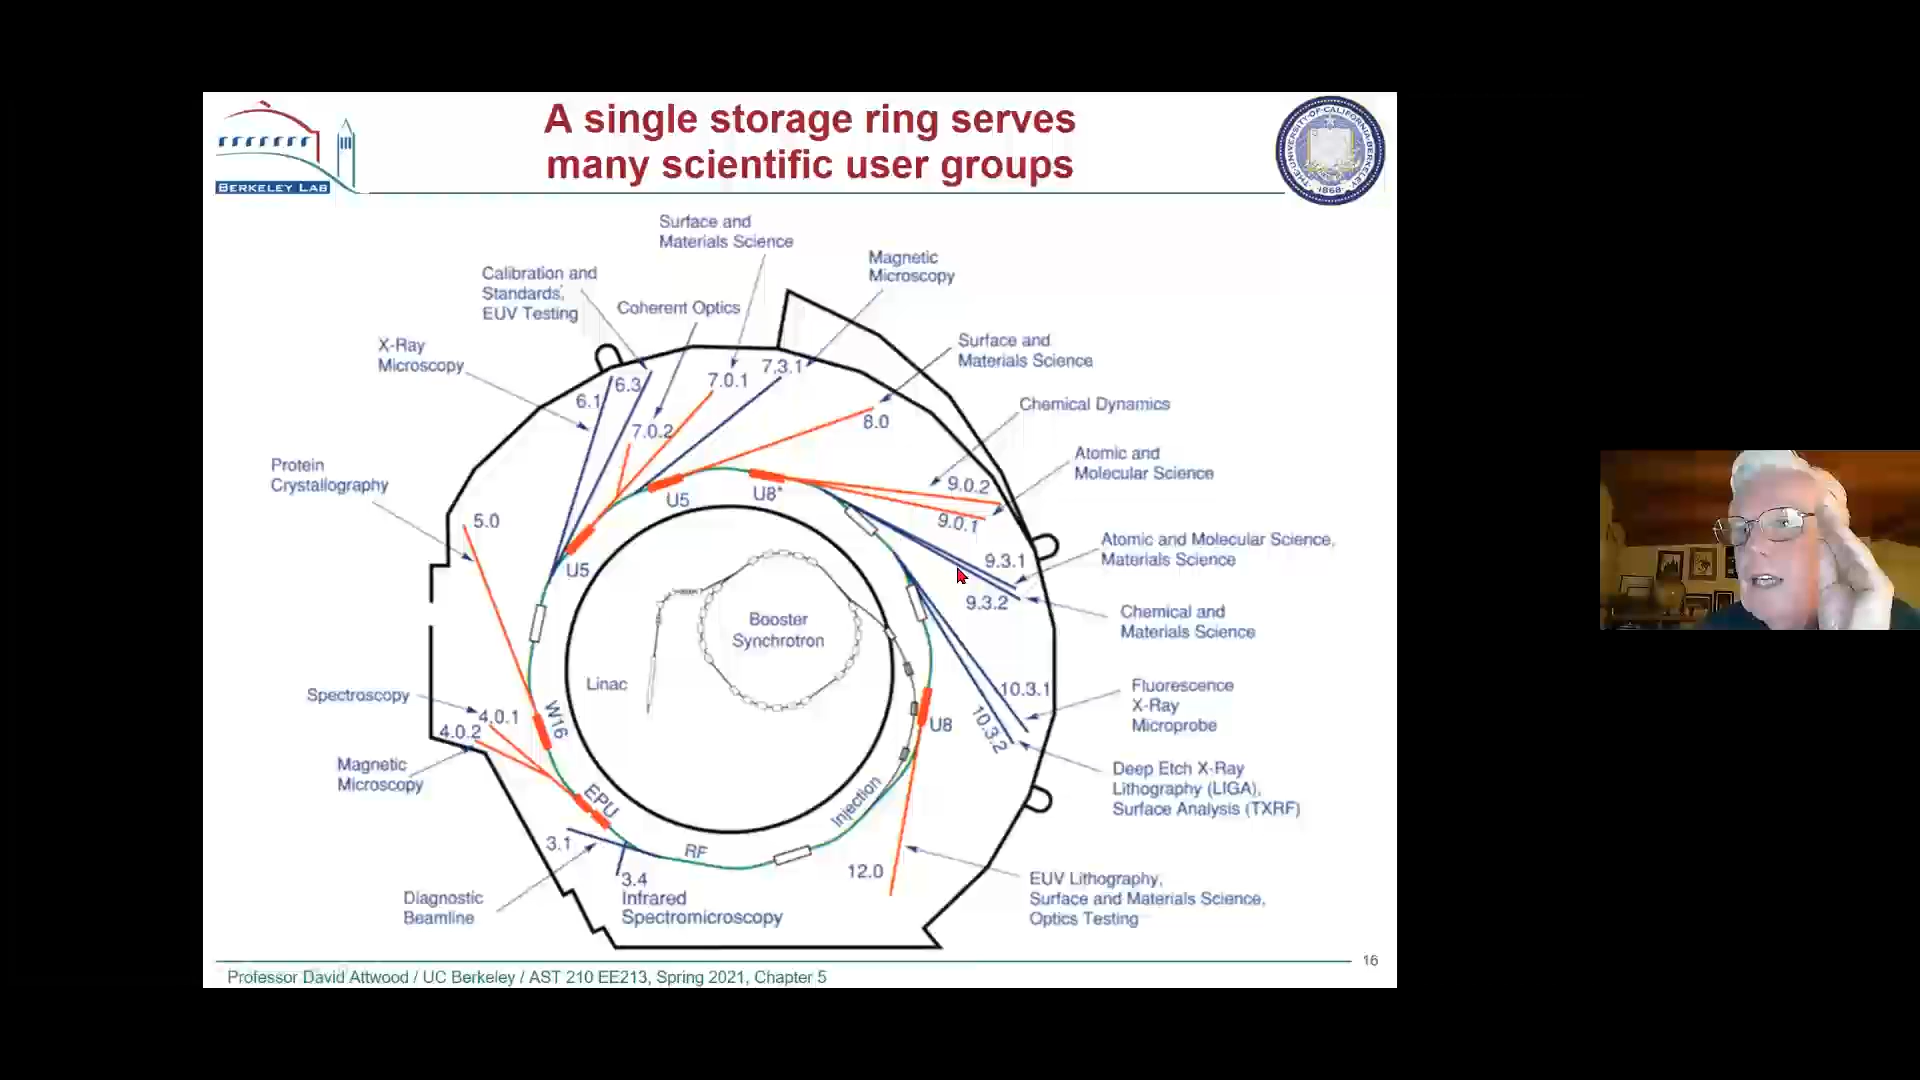 A single storage ring serves
many scientific user groups
BERKELEY LAB
THE·UNIVERSITY·OF·CALIFORNIA·BERKELEY
·1868·
Surface and
Materials Science
Magnetic
Microscopy
Calibration and
Standards,
EUV Testing
Coherent Optics
X-Ray
Microscopy
Surface and
Materials Science
6.1
6.3
7.0.1
7.3.1
7.0.2
8.0
Chemical Dynamics
Atomic and
Molecular Science
Protein
Crystallography
5.0
U5
U8*
9.0.2
9.0.1
U5
Atomic and Molecular Science,
Materials Science
9.3.1
9.3.2
Chemical and
Materials Science
Booster
Synchrotron
Linac
Fluorescence
X-Ray
Microprobe
10.3.1
10.3.2
Spectroscopy
4.0.1
4.0.2
W16
U8
Magnetic
Microscopy
Deep Etch X-Ray
Lithography (LIGA),
Surface Analysis (TXRF)
EPU
Injection
3.1
RF
12.0
3.4
Infrared
Spectromicroscopy
Diagnostic
Beamline
EUV Lithography,
Surface and Materials Science,
Optics Testing
16
Professor David Attwood / UC Berkeley / AST 210 EE213, Spring 2021, Chapter 5